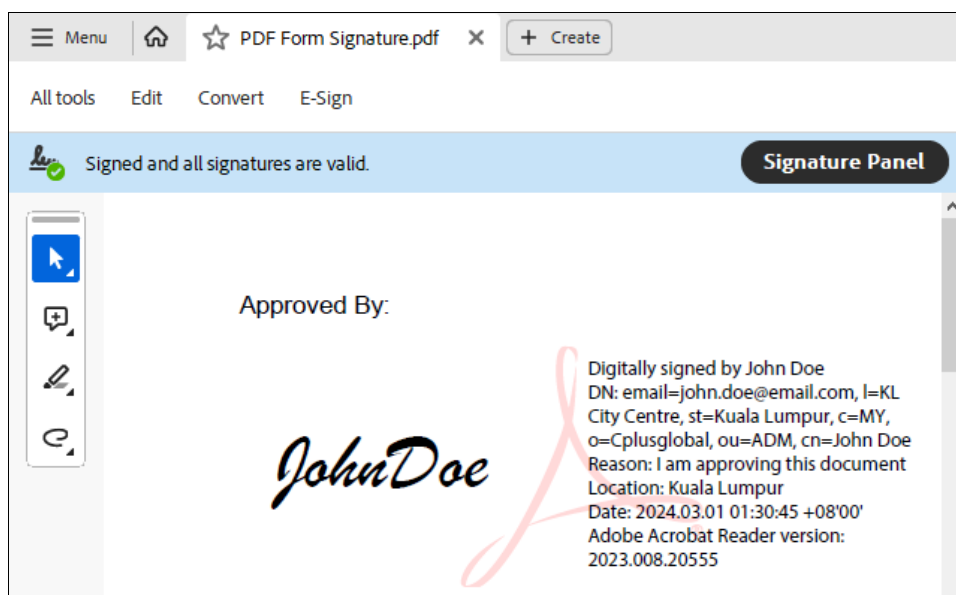 Menu
PDF Form Signature.pdf
Create
All tools
Edit
Convert
E-Sign
Signed and all signatures are valid.
Signature Panel
Approved By:
JohnDoe
Digitally signed by John Doe
DN: email=john.doe@email.com, l=KL
City Centre, st=Kuala Lumpur, c=MY,
o=Cplusglobal, ou=ADM, cn=John Doe
Reason: I am approving this document
Location: Kuala Lumpur
Date: 2024.03.01 01:30:45 +08'00'
Adobe Acrobat Reader version:
2023.008.20555